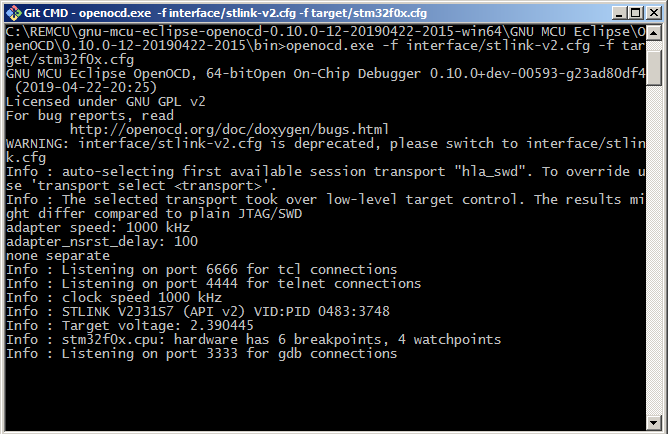 Git CMD - openocd.exe -f interface/stlink-v2.cfg -f target/stm32f0x.cfg
C:\REMCU\gnu-mcu-eclipse-openocd-0.10.0-12-20190422-2015-win64\GNU MCU Eclipse\O
penOCD\0.10.0-12-20190422-2015\bin>openocd.exe -f interface/stlink-v2.cfg -f tar
get/stm32f0x.cfg
GNU MCU Eclipse OpenOCD, 64-bitOpen On-Chip Debugger 0.10.0+dev-00593-g23ad80df4
 (2019-04-22-20:25)
Licensed under GNU GPL v2
For bug reports, read
        http://openocd.org/doc/doxygen/bugs.html
WARNING: interface/stlink-v2.cfg is deprecated, please switch to interface/stlin
k.cfg
Info : auto-selecting first available session transport "hla_swd". To override u
se 'transport select <transport>'.
Info : The selected transport took over low-level target control. The results mi
ght differ compared to plain JTAG/SWD
adapter speed: 1000 kHz
adapter_nsrst_delay: 100
none separate
Info : Listening on port 6666 for tcl connections
Info : Listening on port 4444 for telnet connections
Info : clock speed 1000 kHz
Info : STLINK V2J31S7 (API v2) VID:PID 0483:3748
Info : Target voltage: 2.390445
Info : stm32f0x.cpu: hardware has 6 breakpoints, 4 watchpoints
Info : Listening on port 3333 for gdb connections